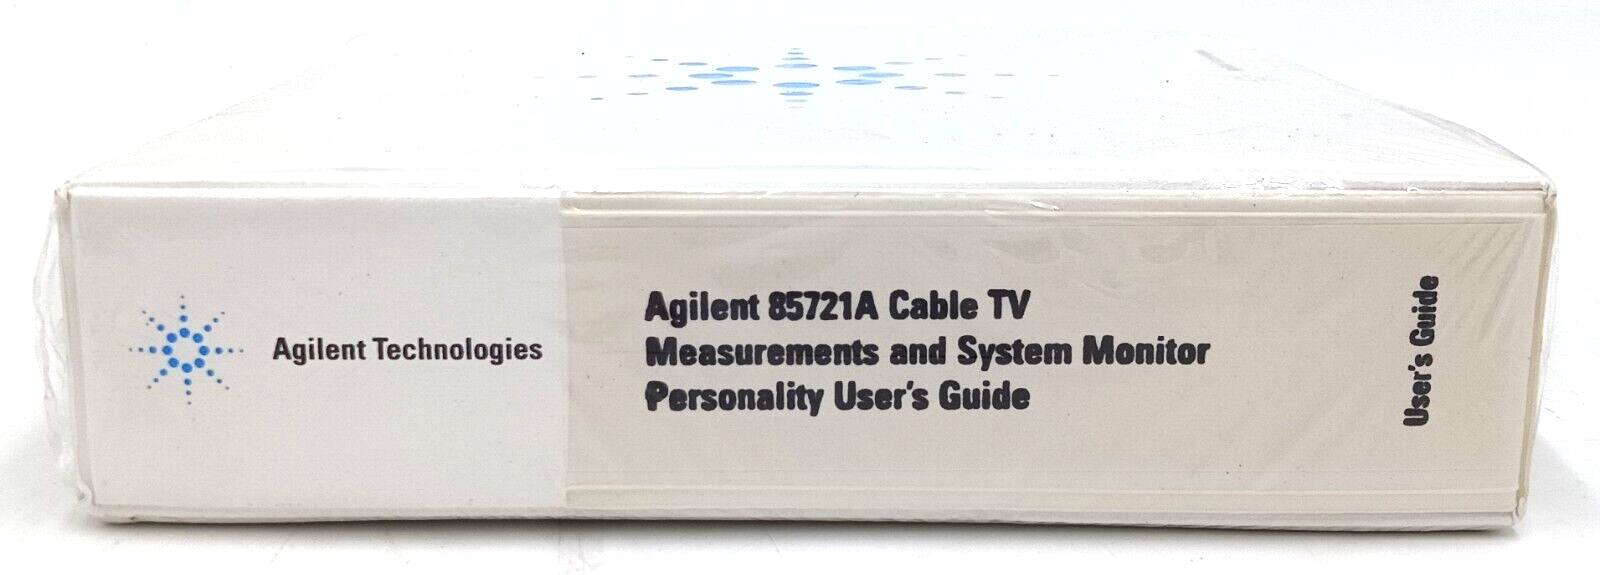 Agilent Technologies
Agilent 85721A Cable TV
Measurements and System Monitor
Personality User's Guide
User's Guide